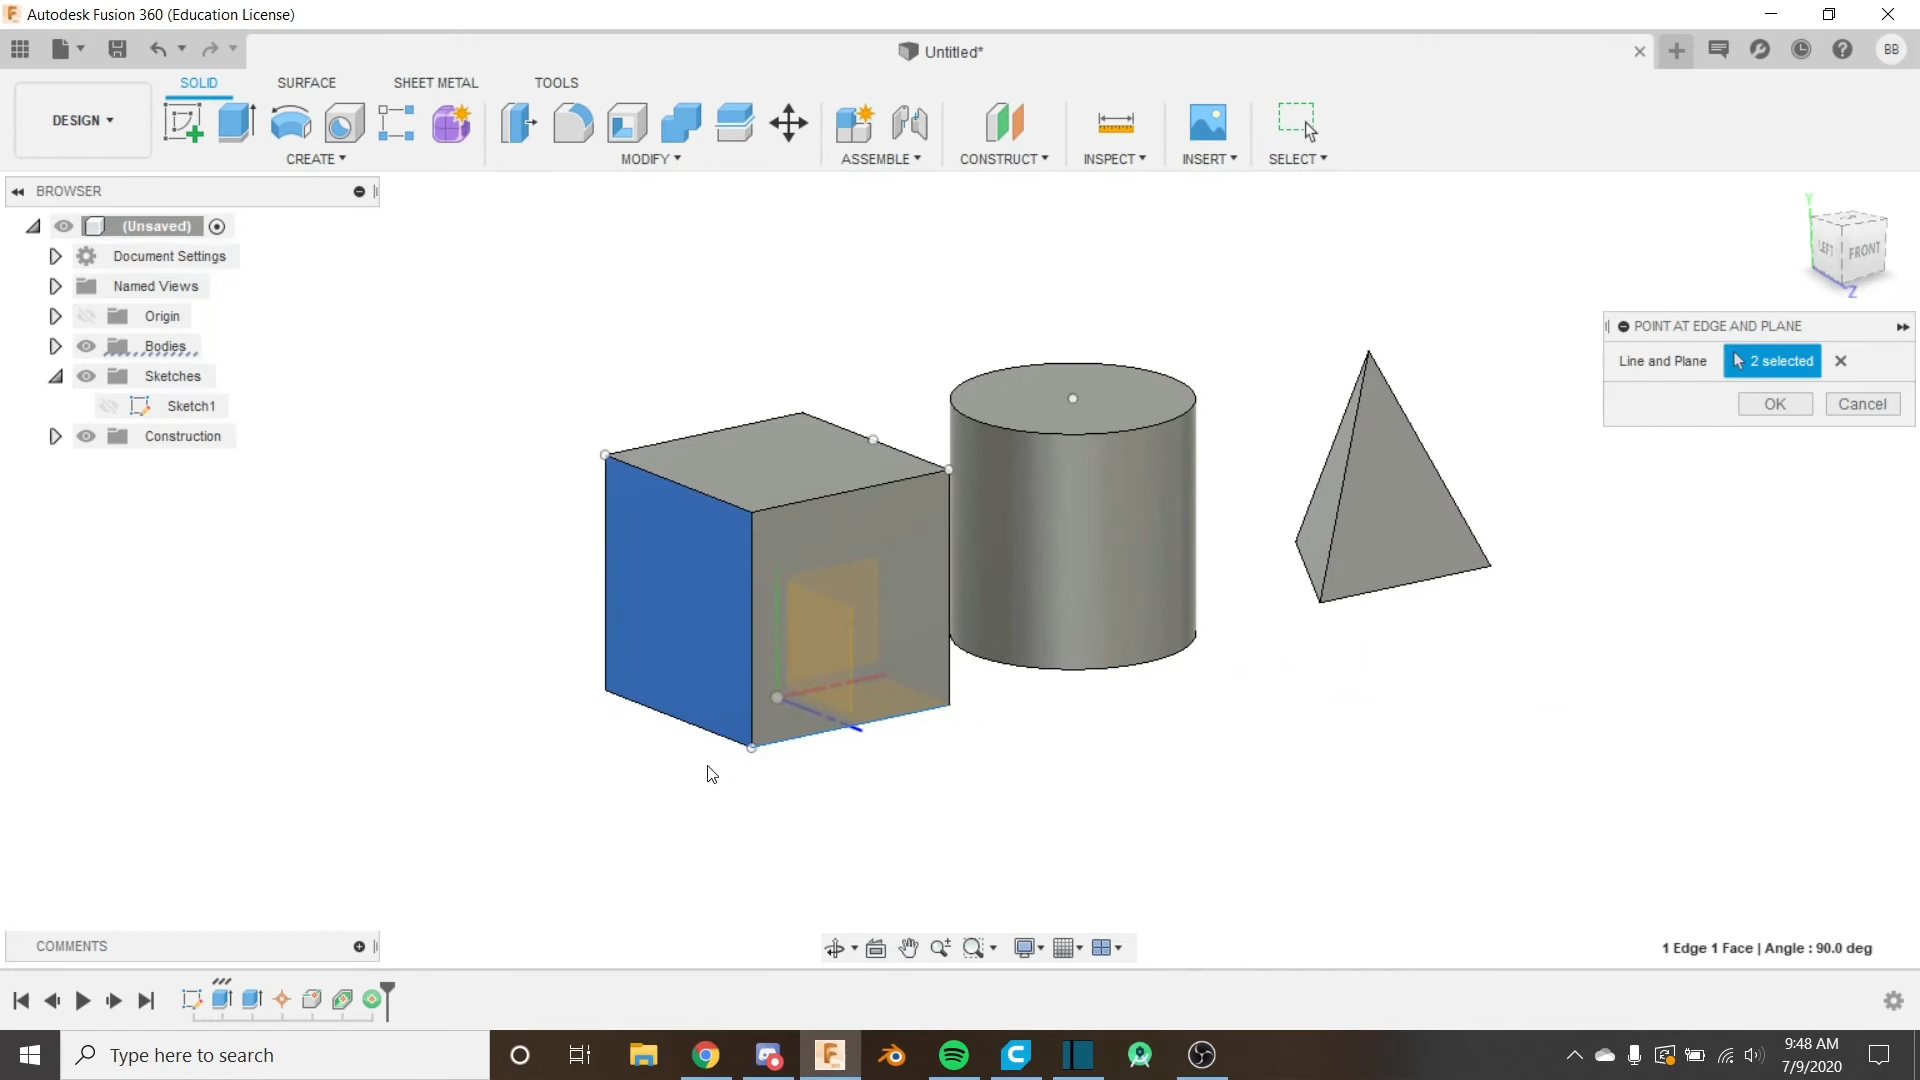 Autodesk Fusion 360 (Education License)
Untitled*
BB
SOLID
SURFACE
SHEET METAL
TOOLS
DESIGN
CREATE
MODIFY
ASSEMBLE
CONSTRUCT
INSPECT
INSERT
SELECT
BROWSER
(Unsaved)
Document Settings
Named Views
Origin
Bodies
Sketches
Sketch1
Construction
Y
LEFT
FRONT
Z
POINT AT EDGE AND PLANE
Line and Plane
2 selected
OK
Cancel
COMMENTS
1 Edge 1 Face | Angle : 90.0 deg
Type here to search
9:48 AM
7/9/2020